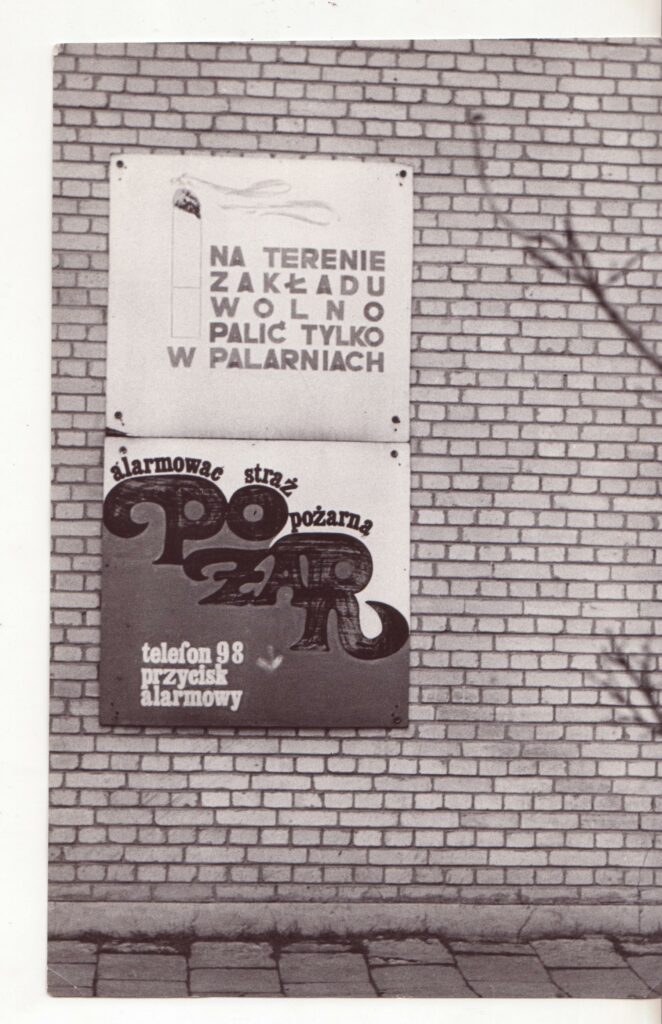 NA TERENIE
ZAKŁADU
WOLNO
PALIĆ TYLKO
W PALARNIACH
alarmować straż
pożarną
POŻAR
telefon 98
przycisk
alarmowy